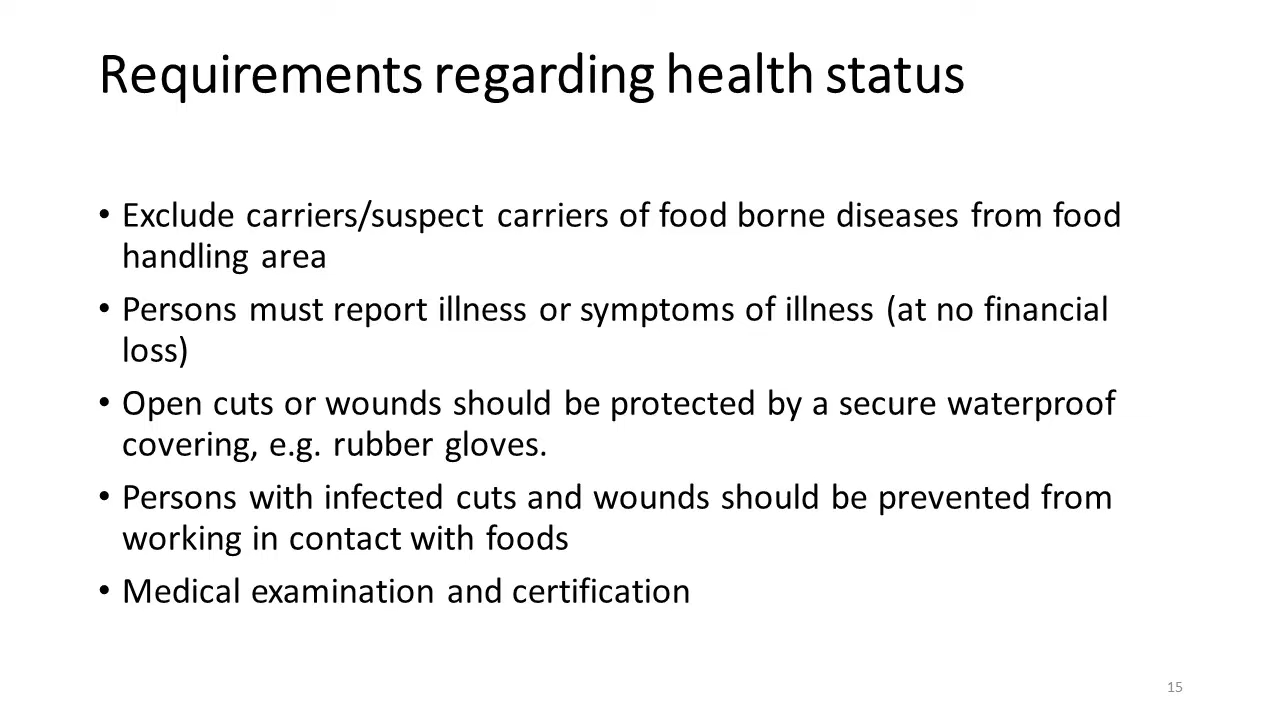 Requirements regarding health status
• Exclude carriers/suspect carriers of food borne diseases from food
handling area
• Persons must report illness or symptoms of illness (at no financial
loss)
• Open cuts or wounds should be protected by a secure waterproof
covering, e.g. rubber gloves.
• Persons with infected cuts and wounds should be prevented from
working in contact with foods
• Medical examination and certification
15